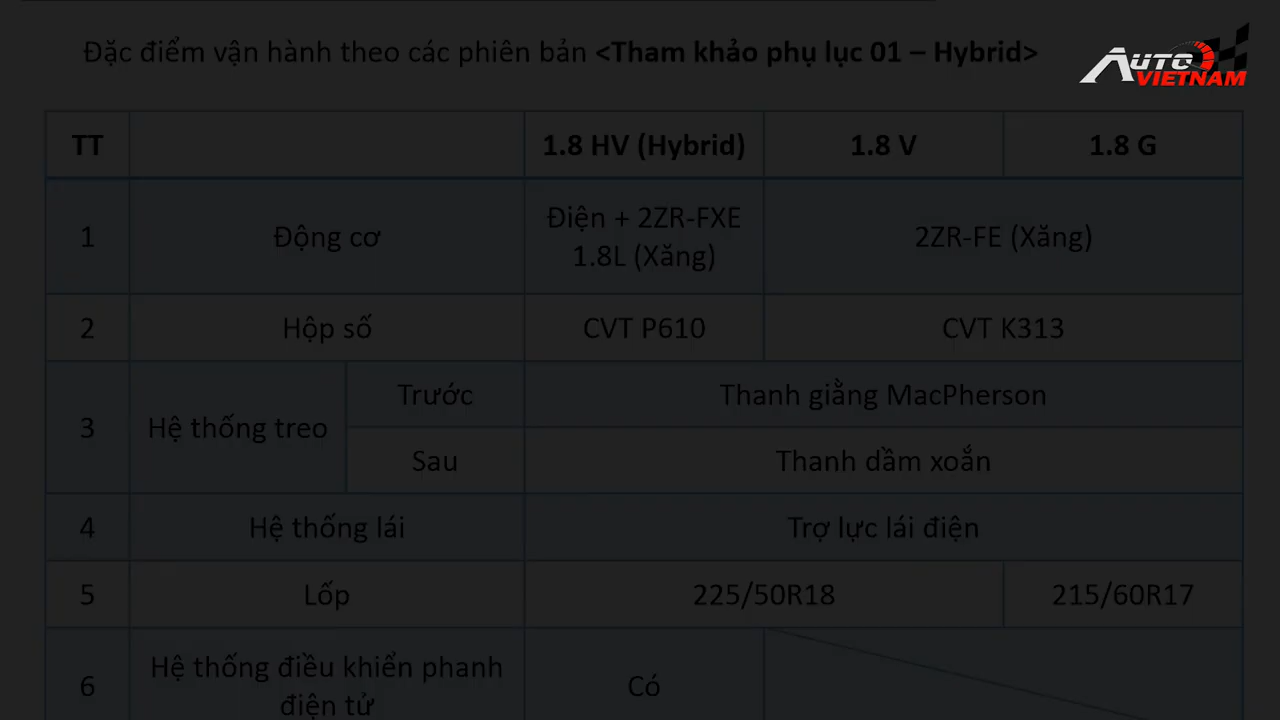 Đặc điểm vận hành theo các phiên bản <Tham khảo phụ lục 01 – Hybrid>
AUTO
VIETNAM
TT 1.8 HV (Hybrid) 1.8 V 1.8 G
1 Động cơ Điện + 2ZR-FXE
1.8L (Xăng) 2ZR-FE (Xăng)
2 Hộp số CVT P610 CVT K313
3 Hệ thống treo Trước Thanh giằng MacPherson
Sau Thanh dầm xoắn
4 Hệ thống lái Trợ lực lái điện
5 Lốp 225/50R18 215/60R17
6 Hệ thống điều khiển phanh
điện tử Có